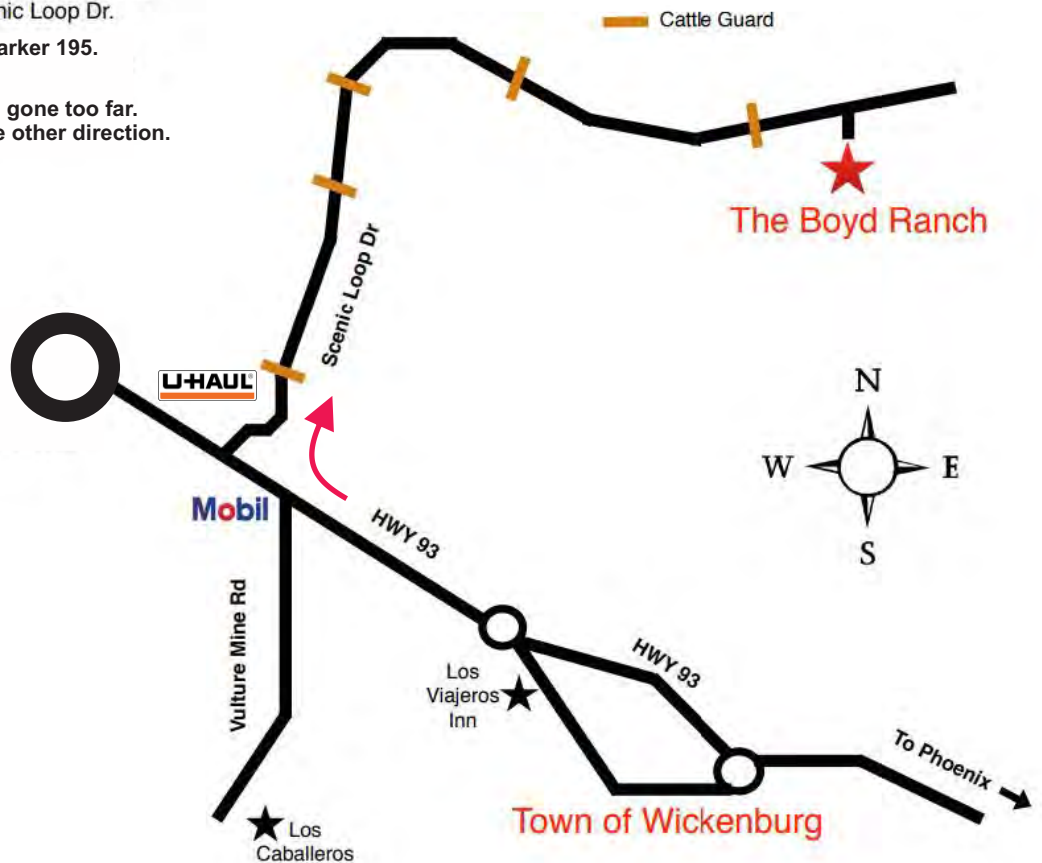 nic Loop Dr.
arker 195.
gone too far.
e other direction.
Cattle Guard
The Boyd Ranch
Scenic Loop Dr
U-HAUL
N
W
E
S
Mobil
HWY 93
Vulture Mine Rd
HWY 93
Los
Viajeros
Inn
To Phoenix
Town of Wickenburg
Los
Caballeros